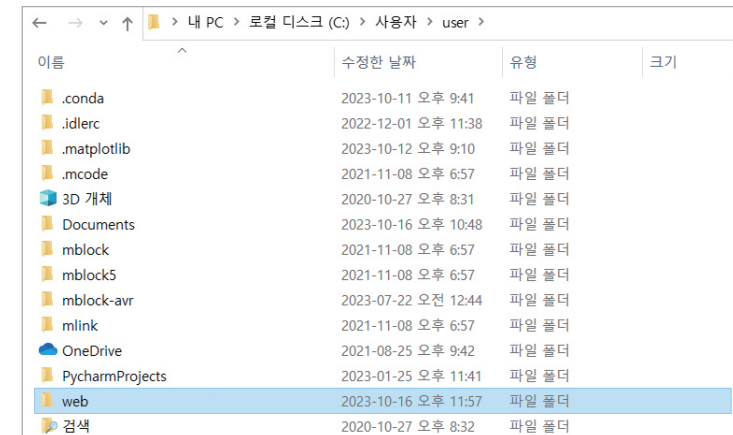 내 PC > 로컬 디스크 (C:) > 사용자 > user >
이름 수정한 날짜 유형 크기
.conda 2023-10-11 오후 9:41 파일 폴더
.idlerc 2022-12-01 오후 11:38 파일 폴더
.matplotlib 2023-10-12 오후 9:10 파일 폴더
.mcode 2021-11-08 오후 6:57 파일 폴더
3D 개체 2020-10-27 오후 8:31 파일 폴더
Documents 2023-10-16 오후 10:48 파일 폴더
mblock 2021-11-08 오후 6:57 파일 폴더
mblock5 2021-11-08 오후 6:57 파일 폴더
mblock-avr 2023-07-22 오전 12:44 파일 폴더
mlink 2021-11-08 오후 6:57 파일 폴더
OneDrive 2021-08-25 오후 9:42 파일 폴더
PycharmProjects 2023-01-25 오후 11:41 파일 폴더
web 2023-10-16 오후 11:57 파일 폴더
검색 2020-10-27 오후 8:32 파일 폴더